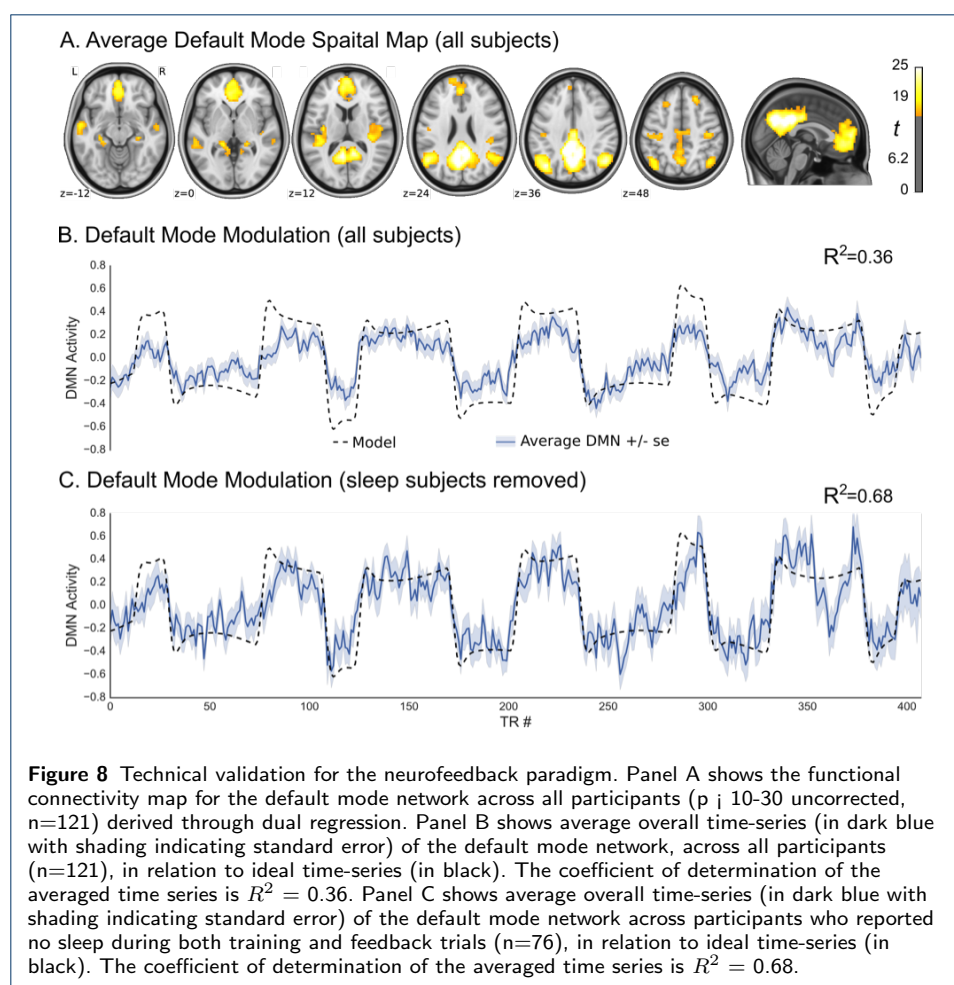 A. Average Default Mode Spaital Map (all subjects)
L R
25
19
t
6.2
0
z=-12 z=0 z=12 z=24 z=36 z=48
B. Default Mode Modulation (all subjects)
R²=0.36
0.8
0.6
0.4
0.2
0.0
−0.2
−0.4
−0.6
−0.8
DMN Activity
Model Average DMN +/- se
C. Default Mode Modulation (sleep subjects removed)
R²=0.68
0.8
0.6
0.4
0.2
0.0
−0.2
−0.4
−0.6
−0.8
DMN Activity
0 50 100 150 200 250 300 350 400
TR #
Figure 8 Technical validation for the neurofeedback paradigm. Panel A shows the functional
connectivity map for the default mode network across all participants (p ¡ 10-30 uncorrected,
n=121) derived through dual regression. Panel B shows average overall time-series (in dark blue
with shading indicating standard error) of the default mode network, across all participants
(n=121), in relation to ideal time-series (in black). The coefficient of determination of the
averaged time series is R² = 0.36. Panel C shows average overall time-series (in dark blue with
shading indicating standard error) of the default mode network across participants who reported
no sleep during both training and feedback trials (n=76), in relation to ideal time-series (in
black). The coefficient of determination of the averaged time series is R² = 0.68.